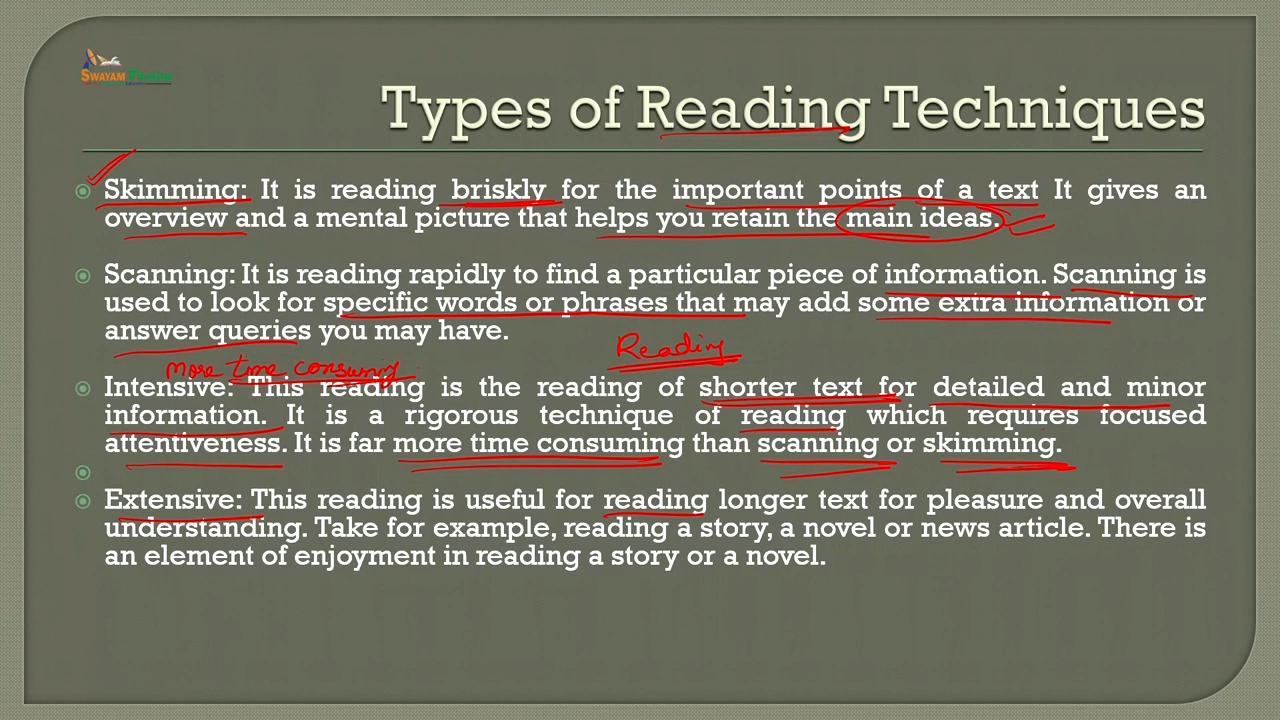 SWAYAM Prabha
Types of Reading Techniques
Skimming: It is reading briskly for the important points of a text It gives an
overview and a mental picture that helps you retain the main ideas.
Scanning: It is reading rapidly to find a particular piece of information. Scanning is
used to look for specific words or phrases that may add some extra information or
answer queries you may have.
Reading
more time consuming
Intensive: This reading is the reading of shorter text for detailed and minor
information. It is a rigorous technique of reading which requires focused
attentiveness. It is far more time consuming than scanning or skimming.
Extensive: This reading is useful for reading longer text for pleasure and overall
understanding. Take for example, reading a story, a novel or news article. There is
an element of enjoyment in reading a story or a novel.